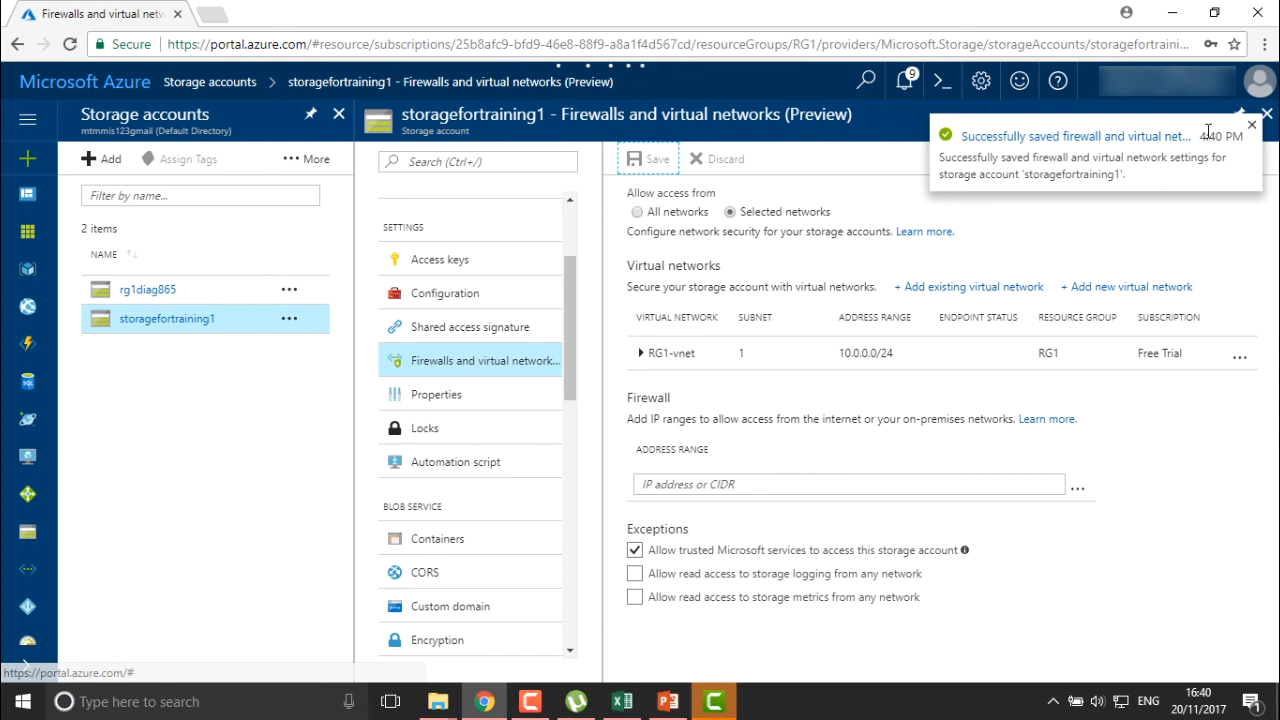 Firewalls and virtual netw
Secure
https://portal.azure.com/#resource/subscriptions/25b8afc9-bfd9-46e8-88f9-a8a1f4d567cd/resourceGroups/RG1/providers/Microsoft.Storage/storageAccounts/storagefortraini...
Microsoft Azure
Storage accounts
storagefortraining1 - Firewalls and virtual networks (Preview)
9
Storage accounts
mtmmis123gmail (Default Directory)
storagefortraining1 - Firewalls and virtual networks (Preview)
Storage account
Successfully saved firewall and virtual net...
4:40 PM
Successfully saved firewall and virtual network settings for
storage account 'storagefortraining1'.
Add
Assign Tags
More
Filter by name...
2 items
NAME
rg1diag865
storagefortraining1
Search (Ctrl+/)
SETTINGS
Access keys
Configuration
Shared access signature
Firewalls and virtual network...
Properties
Locks
Automation script
BLOB SERVICE
Containers
CORS
Custom domain
Encryption
Save
Discard
Allow access from
All networks
Selected networks
Configure network security for your storage accounts. Learn more.
Virtual networks
Secure your storage account with virtual networks.
+ Add existing virtual network
+ Add new virtual network
VIRTUAL NETWORK SUBNET ADDRESS RANGE ENDPOINT STATUS RESOURCE GROUP SUBSCRIPTION
RG1-vnet 1 10.0.0.0/24 RG1 Free Trial
Firewall
Add IP ranges to allow access from the internet or your on-premises networks. Learn more.
ADDRESS RANGE
IP address or CIDR
Exceptions
Allow trusted Microsoft services to access this storage account
Allow read access to storage logging from any network
Allow read access to storage metrics from any network
https://portal.azure.com/#
Type here to search
ENG
16:40
20/11/2017
1